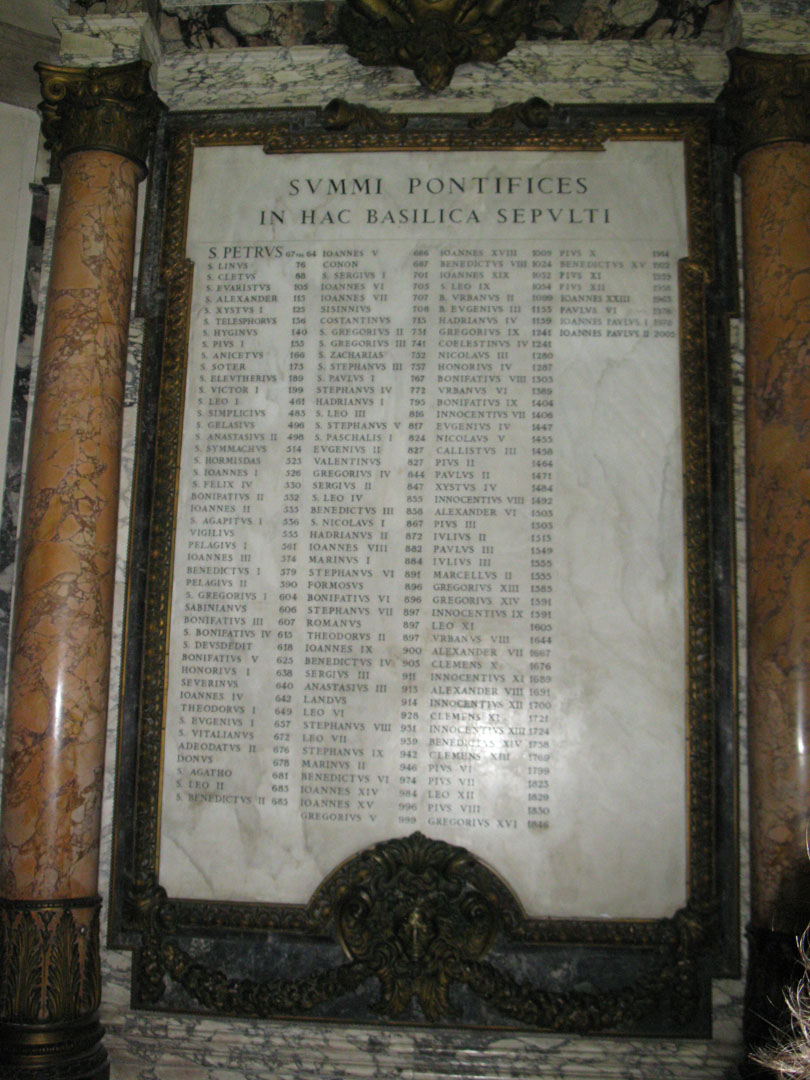 SVMMI PONTIFICES
IN HAC BASILICA SEPVLTI
S. PETRVS 67 VEL 64
S. LINVS 76
S. CLETVS 88
S. EVARISTVS 105
S. ALEXANDER 115
S. XYSTVS I 125
S. TELESPHORVS 136
S. HYGINVS 140
S. PIVS I 155
S. ANICETVS 166
S. SOTER 175
S. ELEVTHERIVS 189
S. VICTOR I 199
S. LEO I 461
S. SIMPLICIVS 483
S. GELASIVS 496
S. ANASTASIVS II 498
S. SYMMACHVS 514
S. HORMISDAS 523
S. IOANNES I 526
S. FELIX IV 530
BONIFATIVS II 532
IOANNES II 535
S. AGAPITVS I 536
VIGILIVS 555
PELAGIVS I 561
IOANNES III 574
BENEDICTVS I 579
PELAGIVS II 590
S. GREGORIVS I 604
SABINIANVS 606
BONIFATIVS III 607
S. BONIFATIVS IV 615
S. DEVSDEDIT 618
BONIFATIVS V 625
HONORIVS I 638
SEVERINVS 640
IOANNES IV 642
THEODORVS I 649
S. EVGENIVS I 657
S. VITALIANVS 672
ADEODATVS II 676
DONVS 678
S. AGATHO 681
S. LEO II 683
S. BENEDICTVS II 685
IOANNES V 686
CONON 687
S. SERGIVS I 701
IOANNES VI 705
IOANNES VII 707
SISINNIVS 708
COSTANTINVS 715
S. GREGORIVS II 731
S. GREGORIVS III 741
S. ZACHARIAS 752
S. STEPHANVS III 757
S. PAVLVS I 767
STEPHANVS IV 772
HADRIANVS I 795
S. LEO III 816
S. STEPHANVS V 817
S. PASCHALIS I 824
EVGENIVS II 827
VALENTINVS 827
GREGORIVS IV 844
SERGIVS II 847
S. LEO IV 855
BENEDICTVS III 858
S. NICOLAVS I 867
HADRIANVS II 872
IOANNES VIII 882
MARINVS I 884
STEPHANVS VI 891
FORMOSVS 896
BONIFATIVS VI 896
STEPHANVS VII 897
ROMANVS 897
THEODORVS II 897
IOANNES IX 900
BENEDICTVS IV 903
SERGIVS III 911
ANASTASIVS III 913
LANDVS 914
LEO VI 928
STEPHANVS VIII 931
LEO VII 939
STEPHANVS IX 942
MARINVS II 946
BENEDICTVS VI 974
IOANNES XIV 984
IOANNES XV 996
GREGORIVS V 999
IOANNES XVIII 1009
BENEDICTVS VIII 1024
IOANNES XIX 1032
S. LEO IX 1054
B. VRBANVS II 1099
B. EVGENIVS III 1153
HADRIANVS IV 1159
GREGORIVS IX 1241
COELESTINVS IV 1241
NICOLAVS III 1280
HONORIVS IV 1287
BONIFATIVS VIII 1303
VRBANVS VI 1389
BONIFATIVS IX 1404
INNOCENTIVS VII 1406
EVGENIVS IV 1447
NICOLAVS V 1455
CALLISTVS III 1458
PIVS II 1464
PAVLVS II 1471
XYSTVS IV 1484
INNOCENTIVS VIII 1492
ALEXANDER VI 1503
PIVS III 1503
IVLIVS II 1513
PAVLVS III 1549
IVLIVS III 1555
MARCELLVS II 1555
GREGORIVS XIII 1585
GREGORIVS XIV 1591
INNOCENTIVS IX 1591
LEO XI 1605
VRBANVS VIII 1644
ALEXANDER VII 1667
CLEMENS X 1676
INNOCENTIVS XI 1689
ALEXANDER VIII 1691
INNOCENTIVS XII 1700
CLEMENS XI 1721
INNOCENTIVS XIII 1724
BENEDICTVS XIV 1758
CLEMENS XIII 1769
PIVS VI 1799
PIVS VII 1823
LEO XII 1829
PIVS VIII 1830
GREGORIVS XVI 1846
PIVS X 1914
BENEDICTVS XV 1922
PIVS XI 1939
PIVS XII 1958
IOANNES XXIII 1963
PAVLVS VI 1978
IOANNES PAVLVS I 1978
IOANNES PAVLVS II 2005